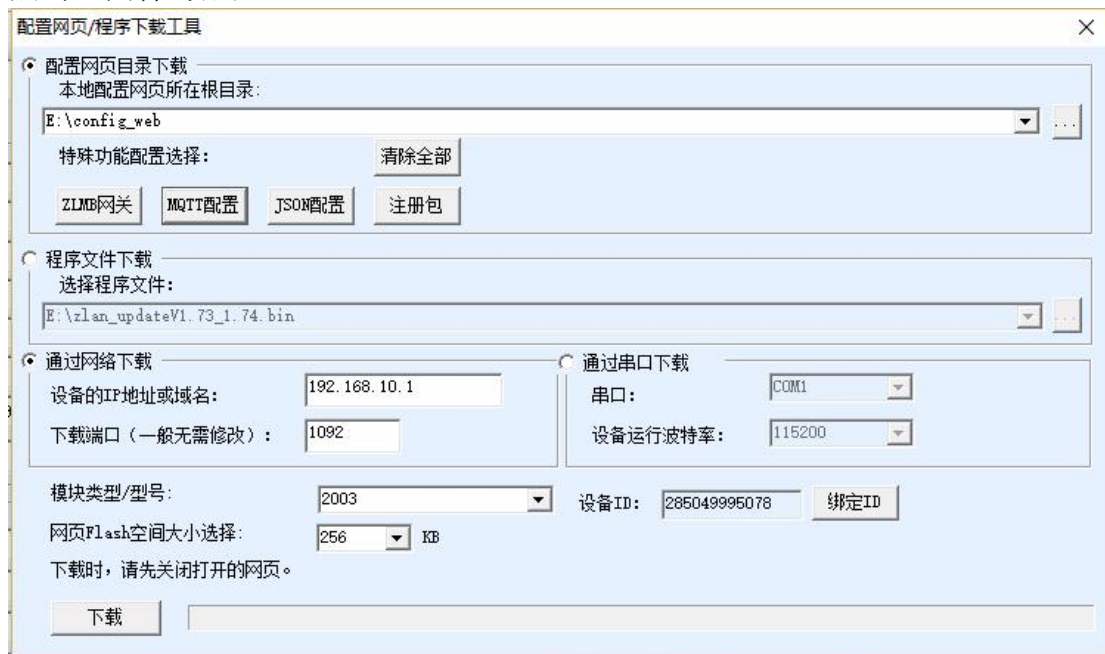 配置网页/程序下载工具
配置网页目录下载
本地配置网页所在根目录:
E:\config_web
...
特殊功能配置选择:
清除全部
ZLMB网关
MQTT配置
JSON配置
注册包
程序文件下载
选择程序文件:
E:\zlan_updateV1.73_1.74.bin
...
通过网络下载
设备的IP地址或域名:
192.168.10.1
下载端口（一般无需修改）:
1092
通过串口下载
串口:
COM1
设备运行波特率:
115200
模块类型/型号:
2003
设备ID:
285049995078
绑定ID
网页Flash空间大小选择:
256
KB
下载时，请先关闭打开的网页。
下载